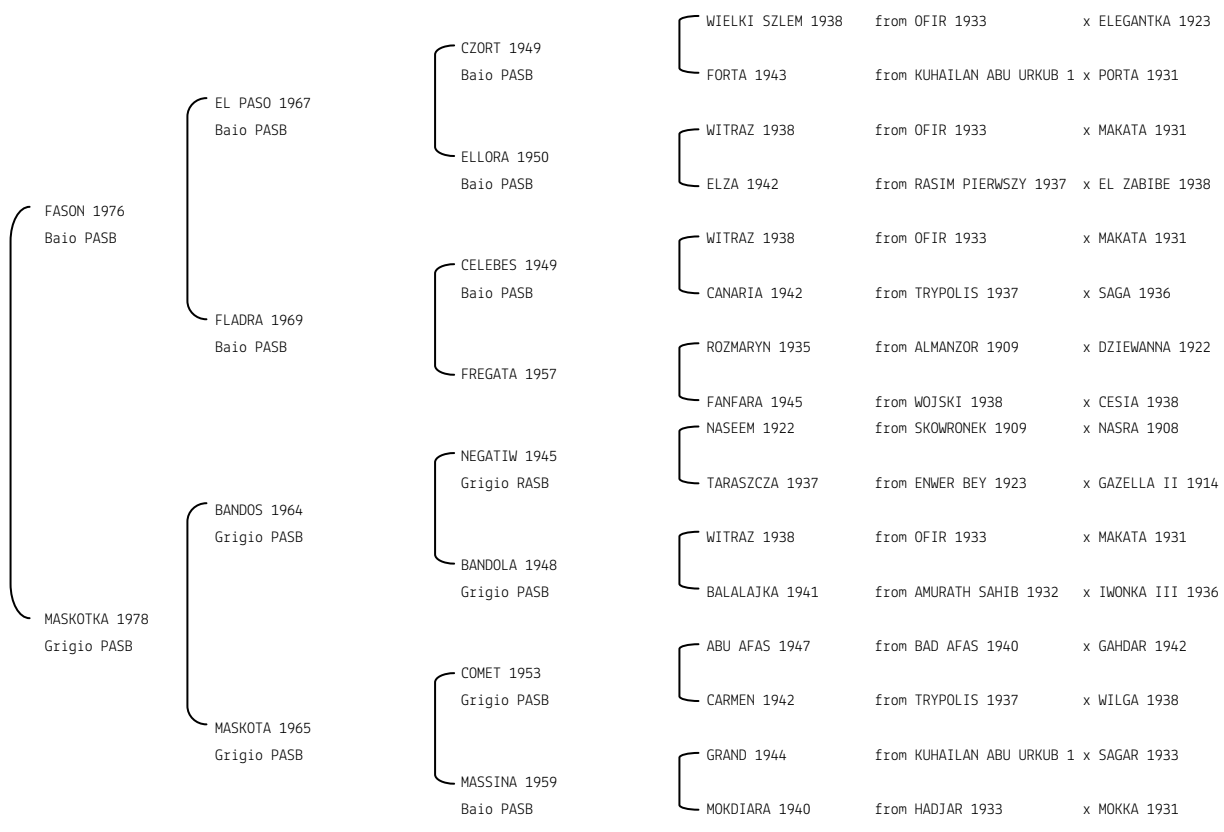 WIELKI SZLEM 1938 from OFIR 1933 x ELEGANTKA 1923
CZORT 1949
Baio PASB
FORTA 1943 from KUHAILAN ABU URKUB 1 x PORTA 1931
EL PASO 1967
Baio PASB
WITRAZ 1938 from OFIR 1933 x MAKATA 1931
ELLORA 1950
Baio PASB
ELZA 1942 from RASIM PIERWSZY 1937 x EL ZABIBE 1938
FASON 1976
Baio PASB
WITRAZ 1938 from OFIR 1933 x MAKATA 1931
CELEBES 1949
Baio PASB
CANARIA 1942 from TRYPOLIS 1937 x SAGA 1936
FLADRA 1969
Baio PASB
ROZMARYN 1935 from ALMANZOR 1909 x DZIEWANNA 1922
FREGATA 1957
FANFARA 1945 from WOJSKI 1938 x CESIA 1938
NASEEM 1922 from SKOWRONEK 1909 x NASRA 1908
NEGATIW 1945
Grigio RASB
TARASZCZA 1937 from ENWER BEY 1923 x GAZELLA II 1914
BANDOS 1964
Grigio PASB
WITRAZ 1938 from OFIR 1933 x MAKATA 1931
BANDOLA 1948
Grigio PASB
BALALAJKA 1941 from AMURATH SAHIB 1932 x IWONKA III 1936
MASKOTKA 1978
Grigio PASB
ABU AFAS 1947 from BAD AFAS 1940 x GAHDAR 1942
COMET 1953
Grigio PASB
CARMEN 1942 from TRYPOLIS 1937 x WILGA 1938
MASKOTA 1965
Grigio PASB
GRAND 1944 from KUHAILAN ABU URKUB 1 x SAGAR 1933
MASSINA 1959
Baio PASB
MOKDIARA 1940 from HADJAR 1933 x MOKKA 1931